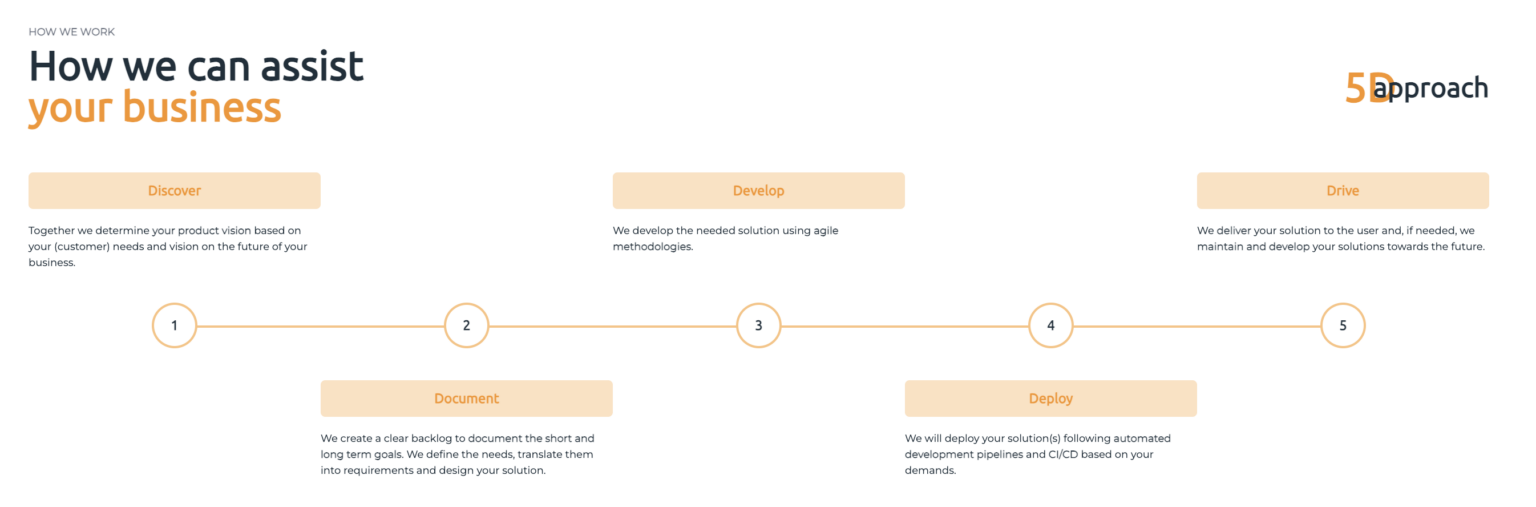 HOW WE WORK
How we can assist
your business
5Dapproach
Discover
Together we determine your product vision based on
your (customer) needs and vision on the future of your
business.
Develop
We develop the needed solution using agile
methodologies.
Drive
We deliver your solution to the user and, if needed, we
maintain and develop your solutions towards the future.
1
2
3
4
5
Document
We create a clear backlog to document the short and
long term goals. We define the needs, translate them
into requirements and design your solution.
Deploy
We will deploy your solution(s) following automated
development pipelines and CI/CD based on your
demands.